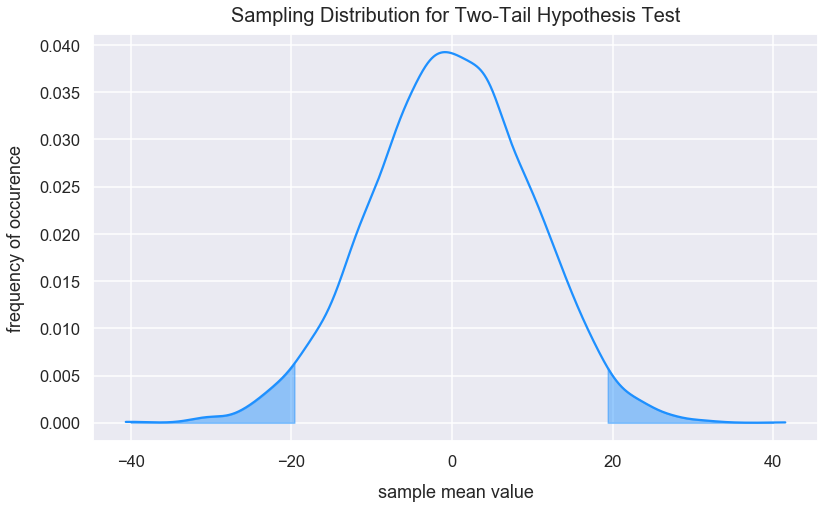 Sampling Distribution for Two-Tail Hypothesis Test
0.040
0.035
0.030
0.025
0.020
0.015
0.010
0.005
0.000
frequency of occurence
−40 −20 0 20 40
sample mean value